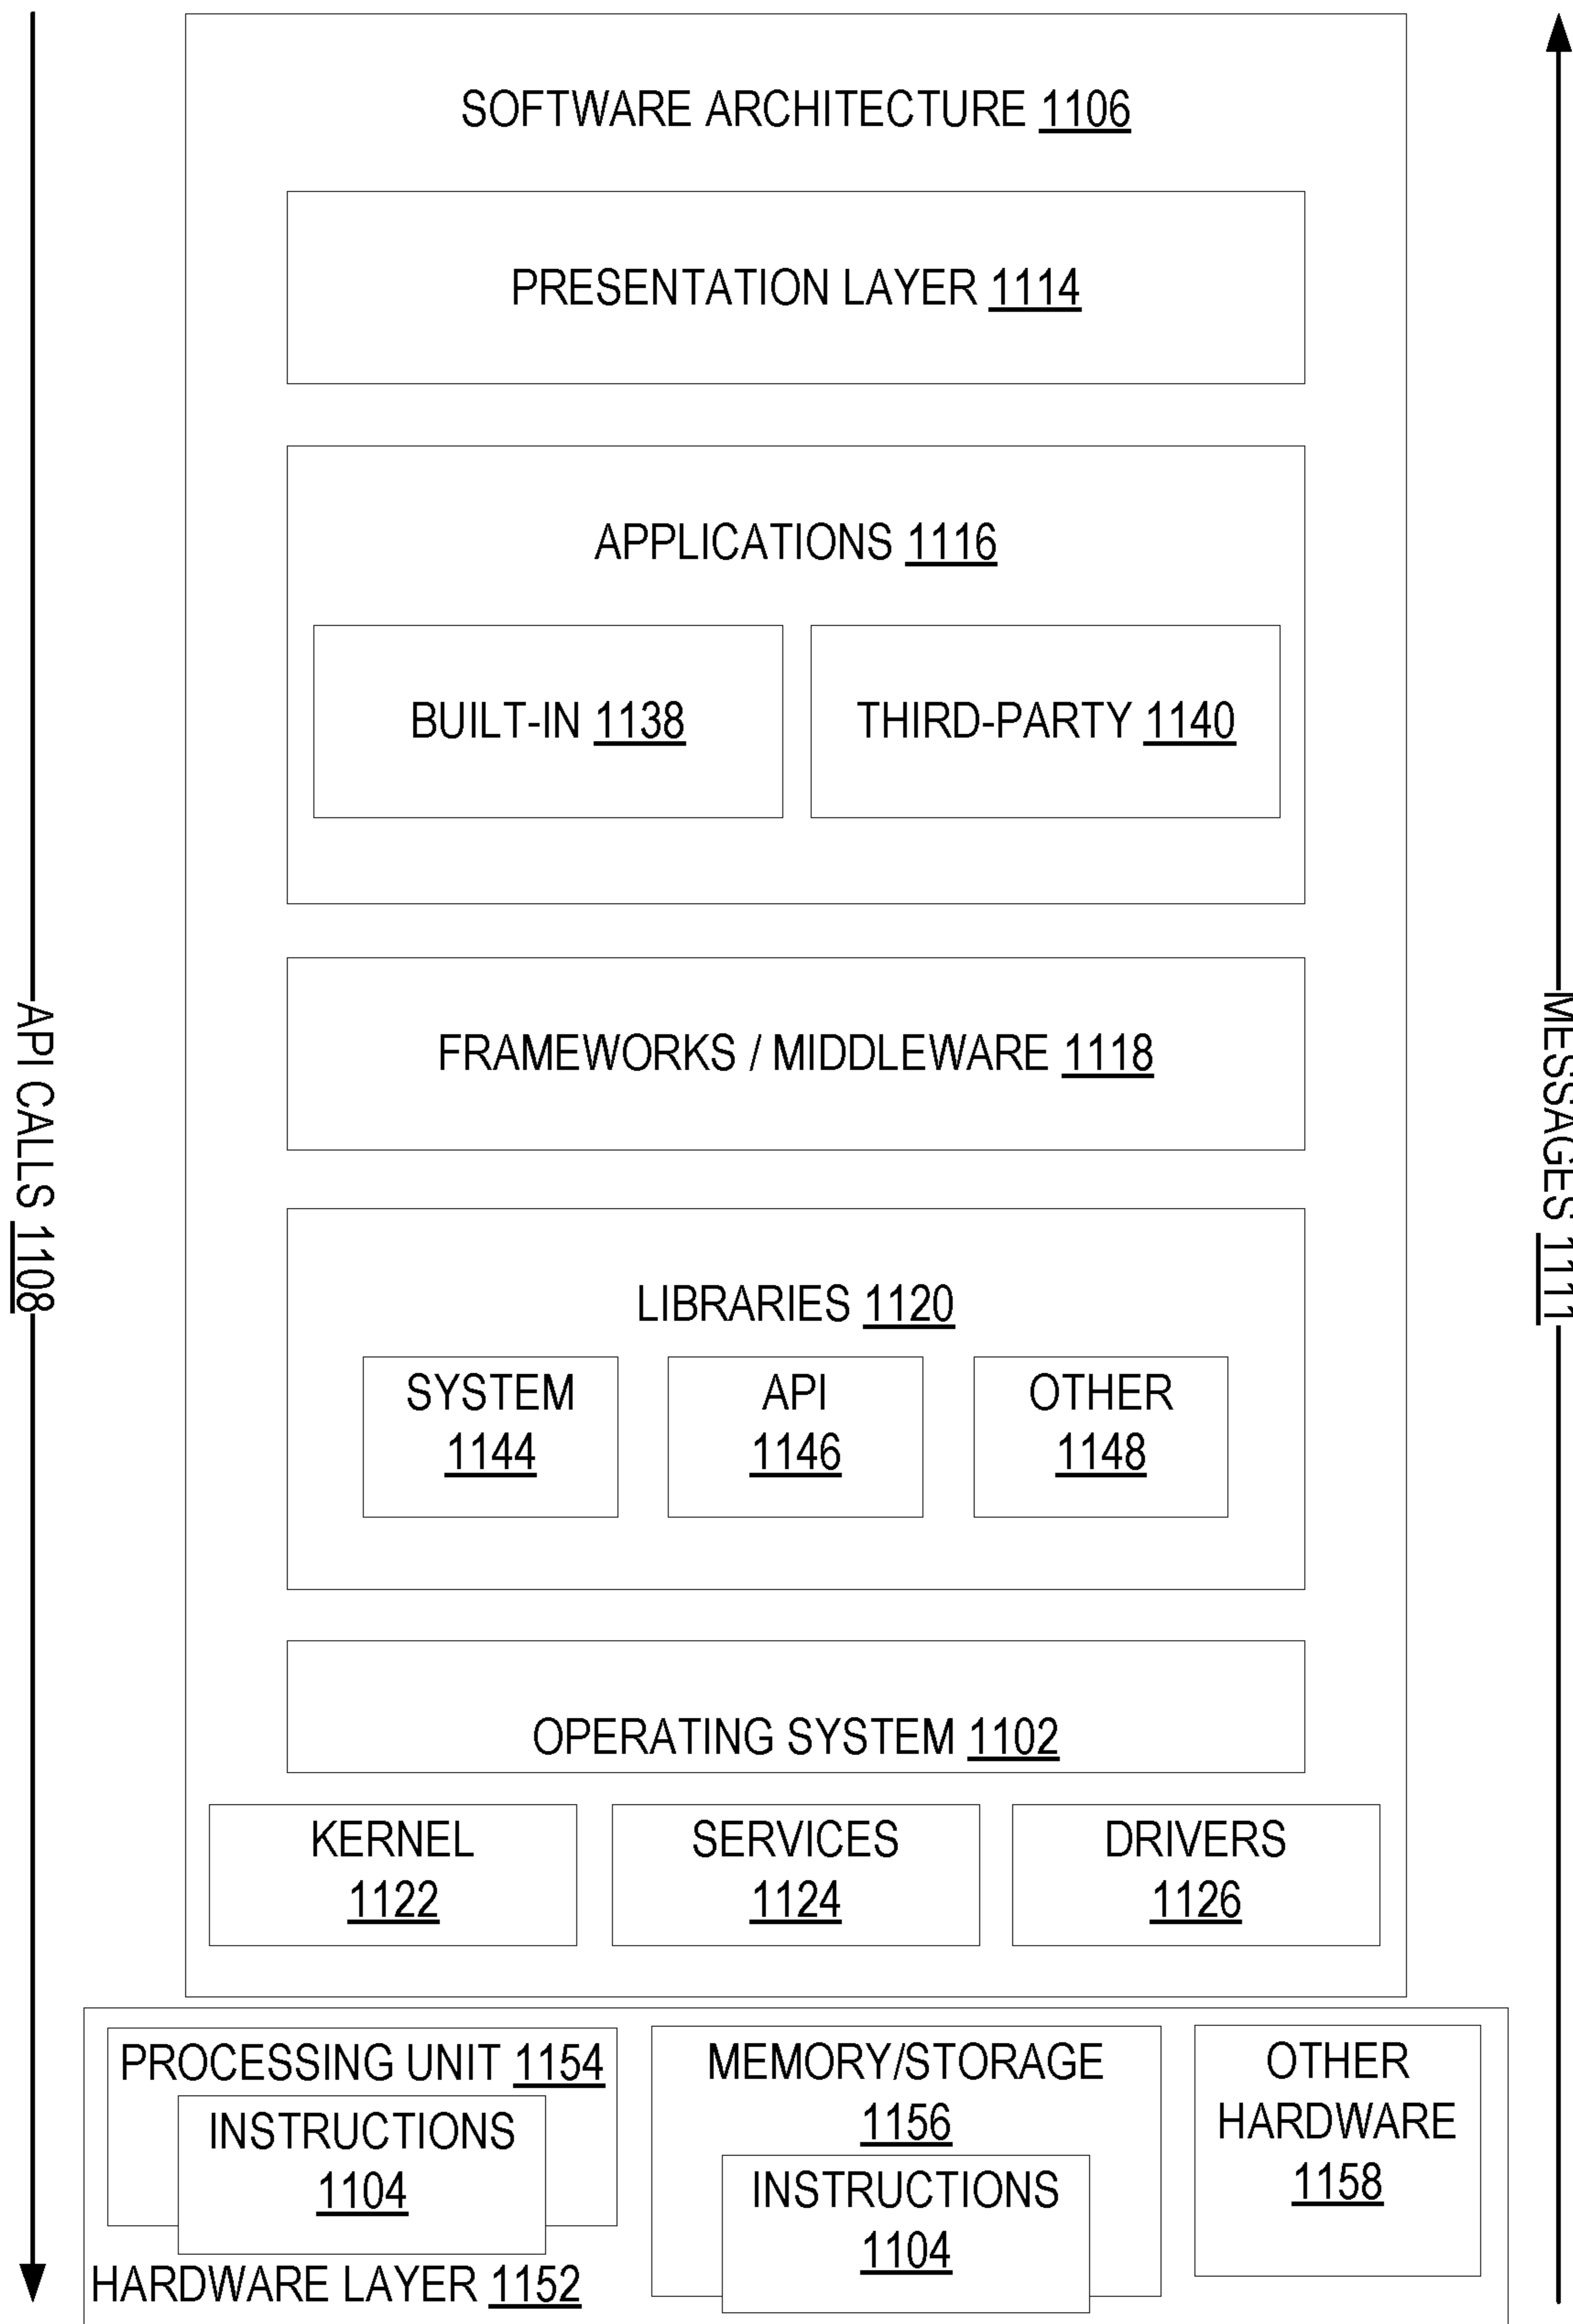 SOFTWARE ARCHITECTURE 1106
PRESENTATION LAYER 1114
APPLICATIONS 1116
BUILT-IN 1138
THIRD-PARTY 1140
FRAMEWORKS / MIDDLEWARE 1118
API CALLS 1108
MESSAGES 1111
LIBRARIES 1120
SYSTEM
1144
API
1146
OTHER
1148
OPERATING SYSTEM 1102
KERNEL
1122
SERVICES
1124
DRIVERS
1126
PROCESSING UNIT 1154
INSTRUCTIONS
1104
MEMORY/STORAGE
1156
INSTRUCTIONS
1104
OTHER
HARDWARE
1158
HARDWARE LAYER 1152